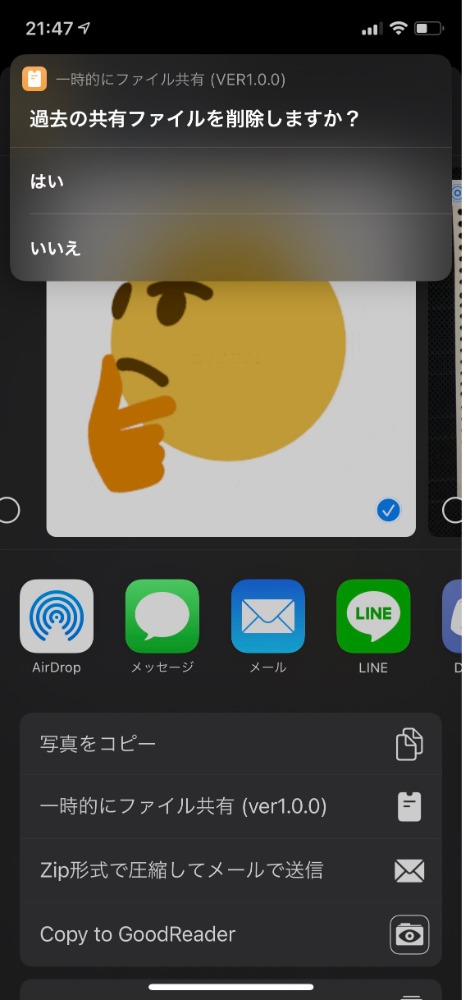 21:47
一時的にファイル共有 (VER1.0.0)
過去の共有ファイルを削除しますか？
はい
いいえ
AirDrop
メッセージ
メール
LINE
LINE
D
写真をコピー
一時的にファイル共有 (ver1.0.0)
Zip形式で圧縮してメールで送信
Copy to GoodReader